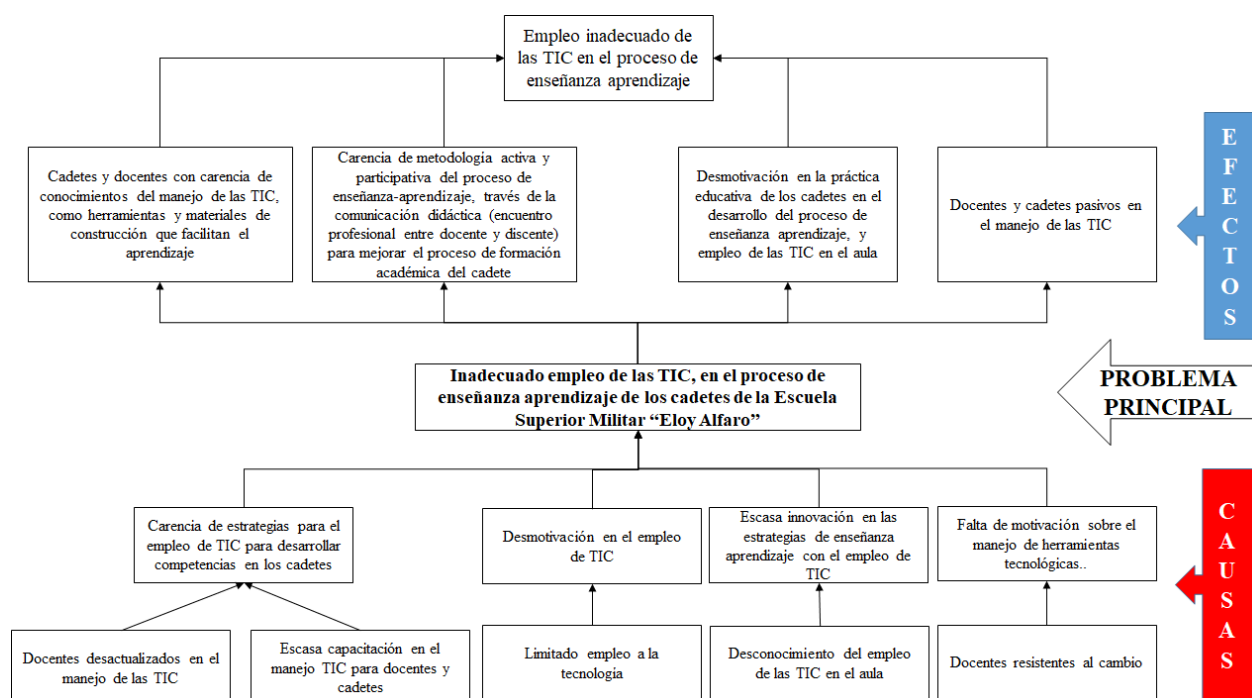 Empleo inadecuado de
las TIC en el proceso de
enseñanza aprendizaje
Cadetes y docentes con carencia de
conocimientos del manejo de las TIC,
como herramientas y materiales de
construcción que facilitan el
aprendizaje
Carencia de metodología activa y
participativa del proceso de
enseñanza-aprendizaje, través de la
comunicación didáctica (encuentro
profesional entre docente y discente)
para mejorar el proceso de formación
académica del cadete
Desmotivación en la práctica
educativa de los cadetes en el
desarrollo del proceso de
enseñanza aprendizaje, y
empleo de las TIC en el aula
Docentes y cadetes pasivos en
el manejo de las TIC
E
F
E
C
T
O
S
Inadecuado empleo de las TIC, en el proceso de
enseñanza aprendizaje de los cadetes de la Escuela
Superior Militar “Eloy Alfaro”
PROBLEMA
PRINCIPAL
Carencia de estrategias para el
empleo de TIC para desarrollar
competencias en los cadetes
Desmotivación en el empleo
de TIC
Escasa innovación en las
estrategias de enseñanza
aprendizaje con el empleo de
TIC
Falta de motivación sobre el
manejo de herramientas
tecnológicas..
C
A
U
S
A
S
Docentes desactualizados en el
manejo de las TIC
Escasa capacitación en el
manejo TIC para docentes y
cadetes
Limitado empleo a la
tecnología
Desconocimiento del empleo
de las TIC en el aula
Docentes resistentes al cambio